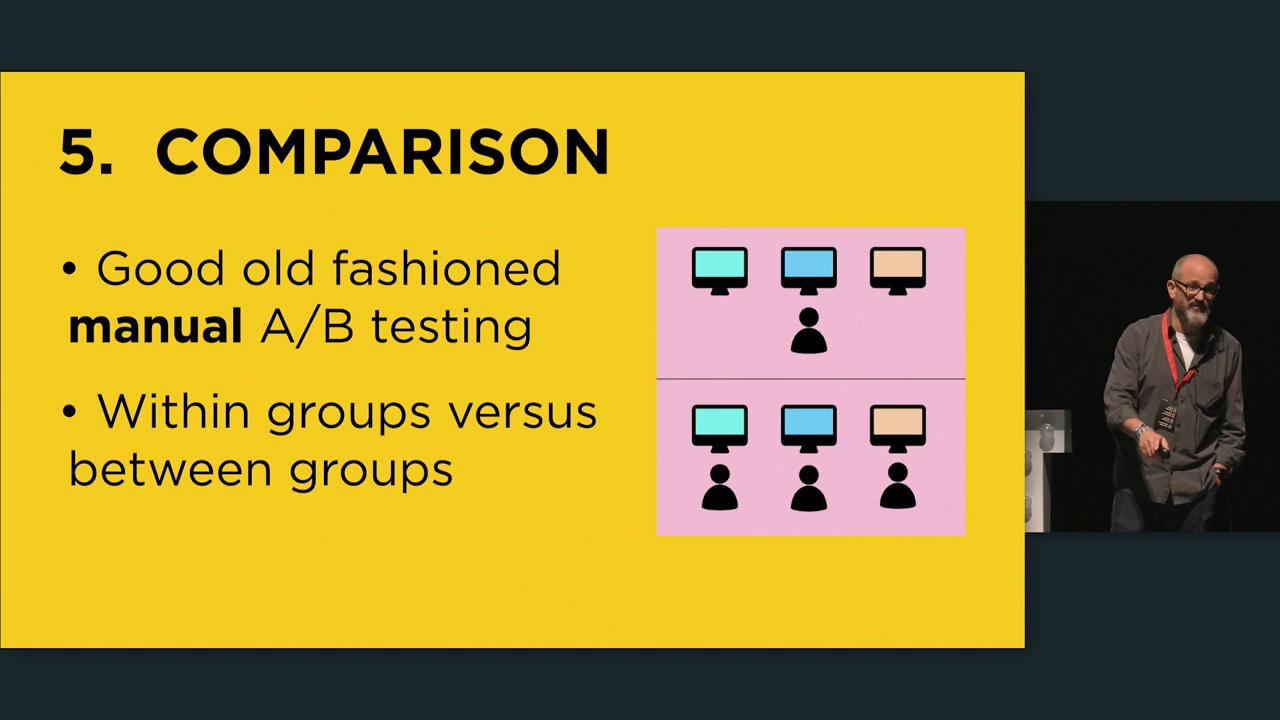 5. COMPARISON
• Good old fashioned
manual A/B testing
• Within groups versus
between groups